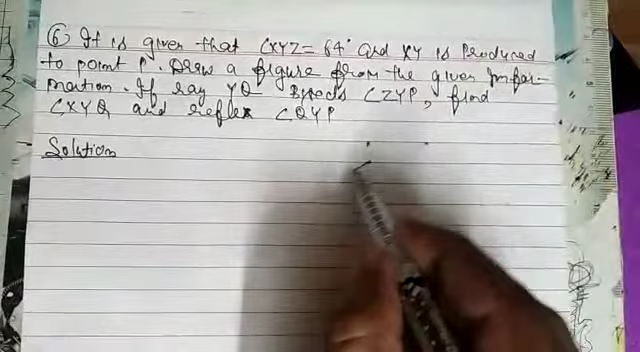 ⑥ It is given that ∠XYZ = 64° and XY is Produced
to point P. Draw a figure from the given Infor-
mation. If ray YQ Bisects ∠ZYP, find
∠XYQ and reflex ∠QYP
Solution